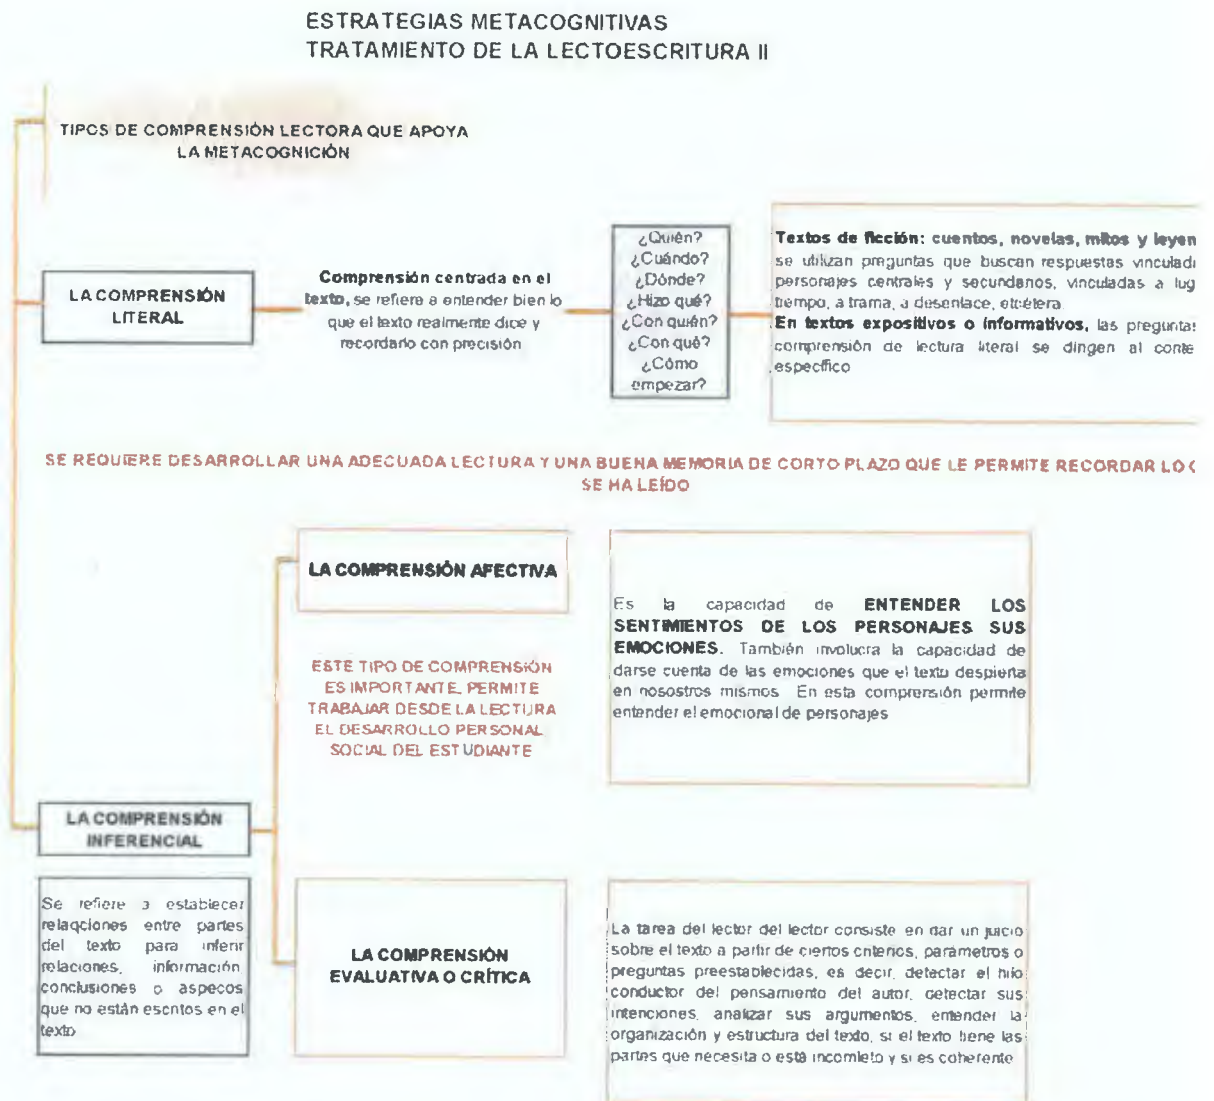 ESTRATEGIAS METACOGNITIVAS
TRATAMIENTO DE LA LECTOESCRITURA II
TIPOS DE COMPRENSIÓN LECTORA QUE APOYA
LA METACOGNICIÓN
LA COMPRENSIÓN
LITERAL
Comprensión centrada en el
texto, se refiere a entender bien lo
que el texto realmente dice y
recordarlo con precisión
¿Quién?
¿Cuándo?
¿Dónde?
¿Hizo qué?
¿Con quién?
¿Con qué?
¿Cómo
empezar?
Textos de ficción: cuentos, novelas, mitos y leyen
se utilizan preguntas que buscan respuestas vinculad
personajes centrales y secundarios, vinculadas a lug
tiempo, a trama, a desenlace, etcétera
En textos expositivos o informativos, las pregunta
comprensión de lectura literal se dirigen al conte
específico
SE REQUIERE DESARROLLAR UNA ADECUADA LECTURA Y UNA BUENA MEMORIA DE CORTO PLAZO QUE LE PERMITE RECORDAR LO
SE HA LEÍDO
LA COMPRENSIÓN AFECTIVA
ESTE TIPO DE COMPRENSIÓN
ES IMPORTANTE, PERMITE
TRABAJAR DESDE LA LECTURA
EL DESARROLLO PERSONAL
SOCIAL DEL ESTUDIANTE
Es la capacidad de ENTENDER LOS
SENTIMIENTOS DE LOS PERSONAJES SUS
EMOCIONES. También involucra la capacidad de
darse cuenta de las emociones que el texto despierta
en nosostros mismos En esta comprensión permite
entender el emocional de personajes
LA COMPRENSIÓN
INFERENCIAL
Se refiere a establecer
relaqciones entre partes
del texto para inferir
relaciones, información,
conclusiones o aspecos
que no están escritos en el
texto
LA COMPRENSIÓN
EVALUATIVA O CRÍTICA
La tarea del lector del lector consiste en dar un juicio
sobre el texto a partir de ciertos criterios, parámetros o
preguntas preestablecidas, es decir, detectar el hilo
conductor del pensamiento del autor, detectar sus
intenciones, analizar sus argumentos, entender la
organización y estructura del texto, si el texto tiene las
partes que necesita o está incomleto y si es coherente